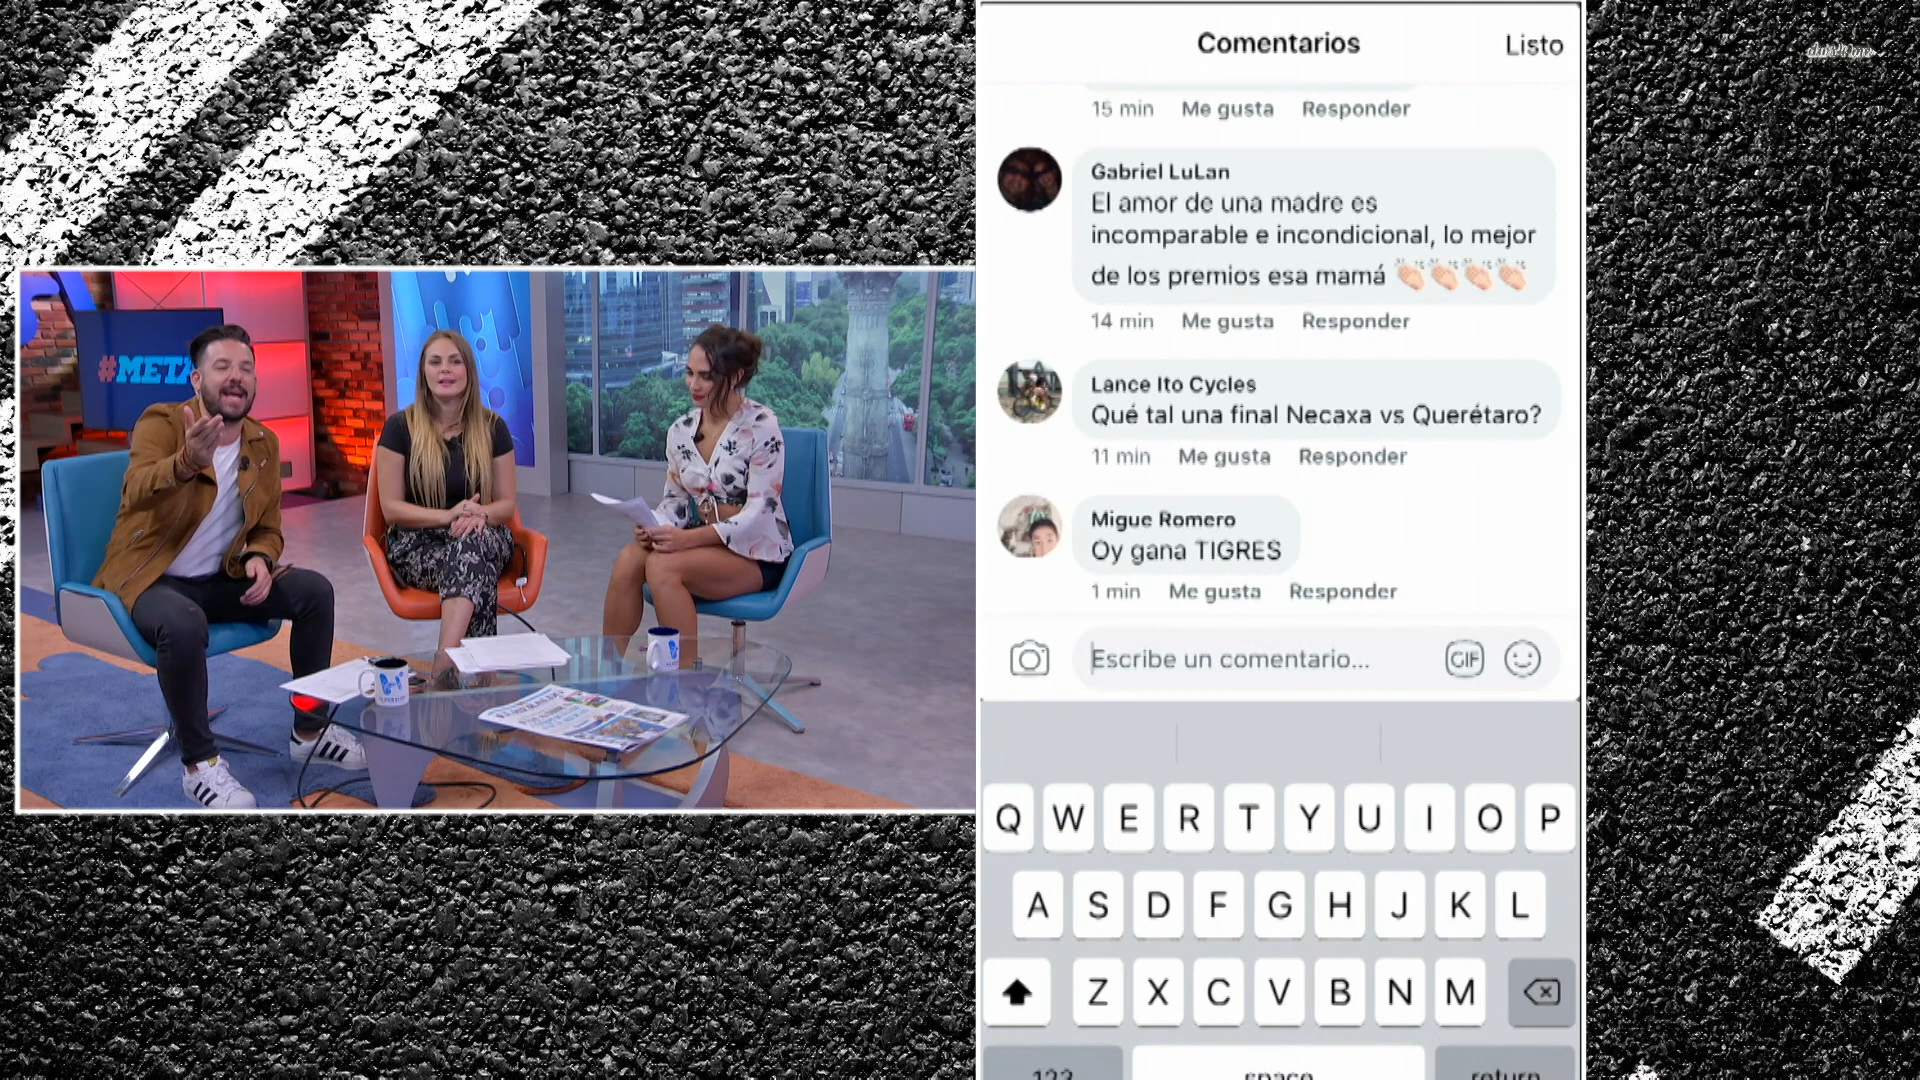 #META
Comentarios
Listo
15 min Me gusta Responder
Gabriel LuLan
El amor de una madre es
incomparable e incondicional, lo mejor
de los premios esa mamá 👏🏻👏🏻👏🏻👏🏻
14 min Me gusta Responder
Lance Ito Cycles
Qué tal una final Necaxa vs Querétaro?
11 min Me gusta Responder
Migue Romero
Oy gana TIGRES
1 min Me gusta Responder
Escribe un comentario...
GIF
Q W E R T Y U I O P
A S D F G H J K L
Z X C V B N M
123 space return